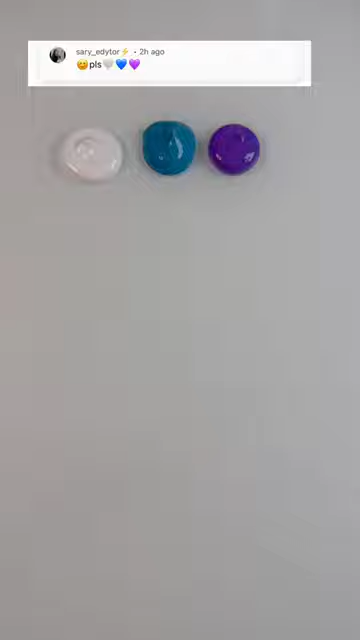 sary_edytor⚡ • 2h ago
😊pls🤍💙💜